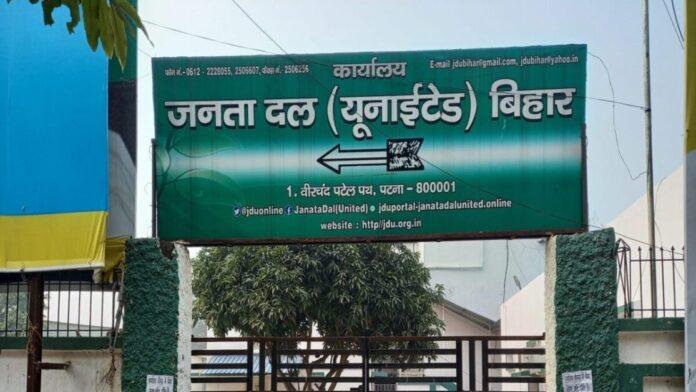 फोन नं.-0612 - 2228055, 2506607, फैक्स नं. 2506256
कार्यालय
E-mail jdubihar@gmail.com, jdubihar@yahoo.in
जनता दल (यूनाईटेड) बिहार
1. वीरचंद पटेल पथ, पटना - 800001
@jduonline JanataDal(United) jduportal-janatadalunited.online
website : http//jdu.org.in